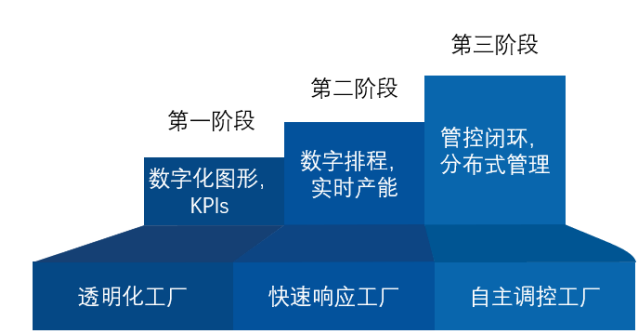 第三阶段
第二阶段
第一阶段
数字化图形,
KPIs
数字排程,
实时产能
管控闭环,
分布式管理
透明化工厂
快速响应工厂
自主调控工厂